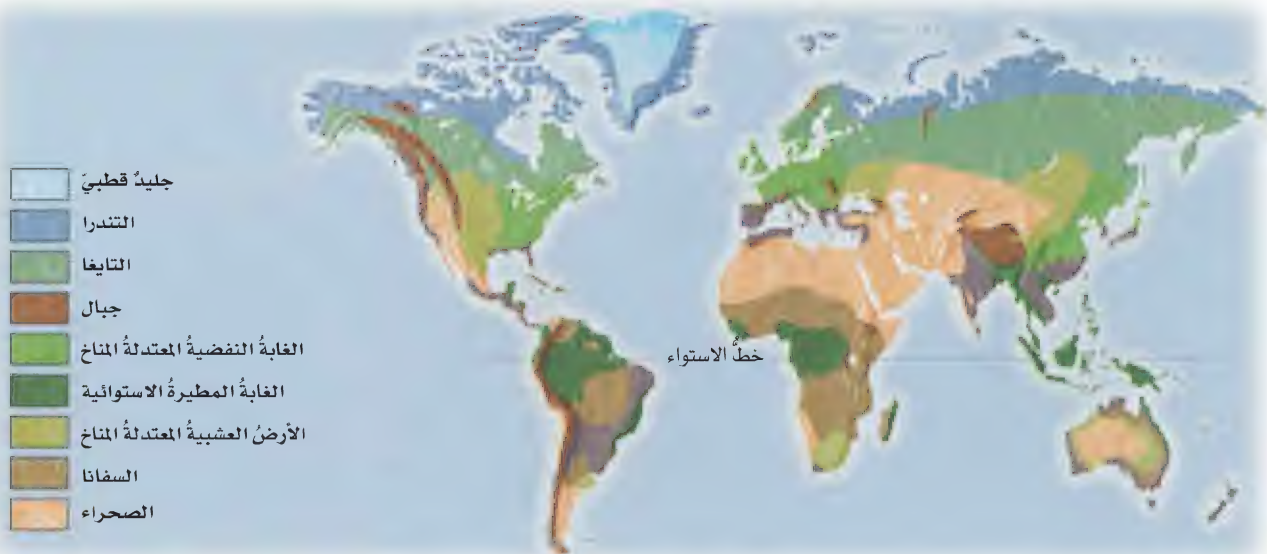 جليدٌ قطبيّ
التندرا
التايغا
جبال
الغابةُ النفضيةُ المعتدلةُ المناخ
الغابةُ المطيرةُ الاستوائية
الأرضُ العشبيةُ المعتدلةُ المناخ
السفانا
الصحراء
خطُّ الاستواء